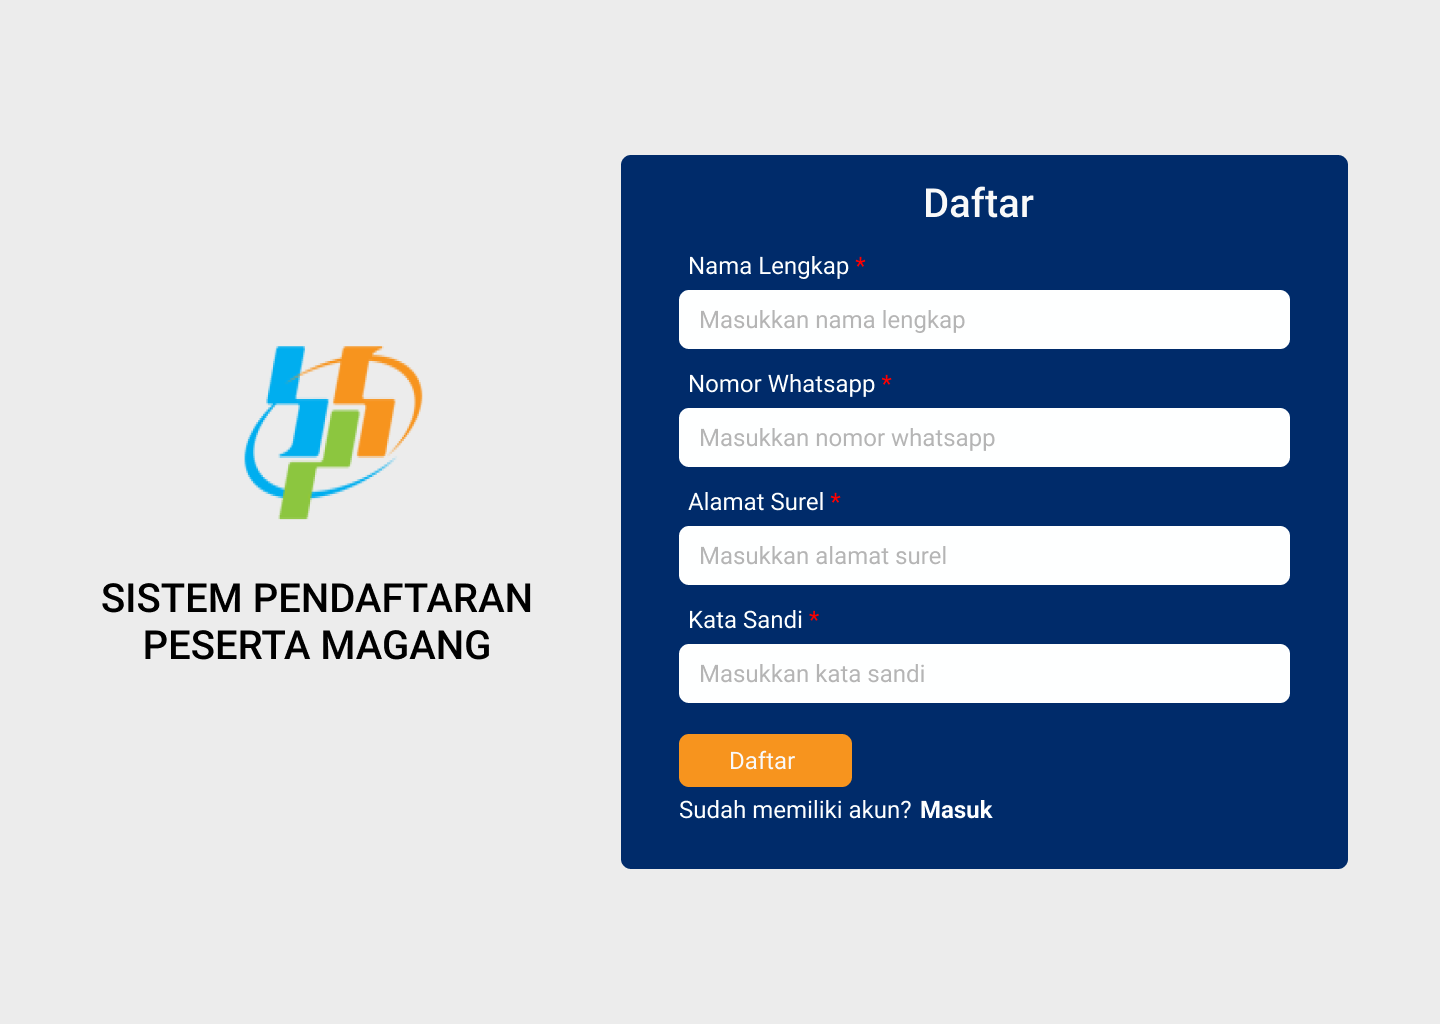 SISTEM PENDAFTARAN
PESERTA MAGANG
Daftar
Nama Lengkap *
Masukkan nama lengkap
Nomor Whatsapp *
Masukkan nomor whatsapp
Alamat Surel *
Masukkan alamat surel
Kata Sandi *
Masukkan kata sandi
Daftar
Sudah memiliki akun? Masuk